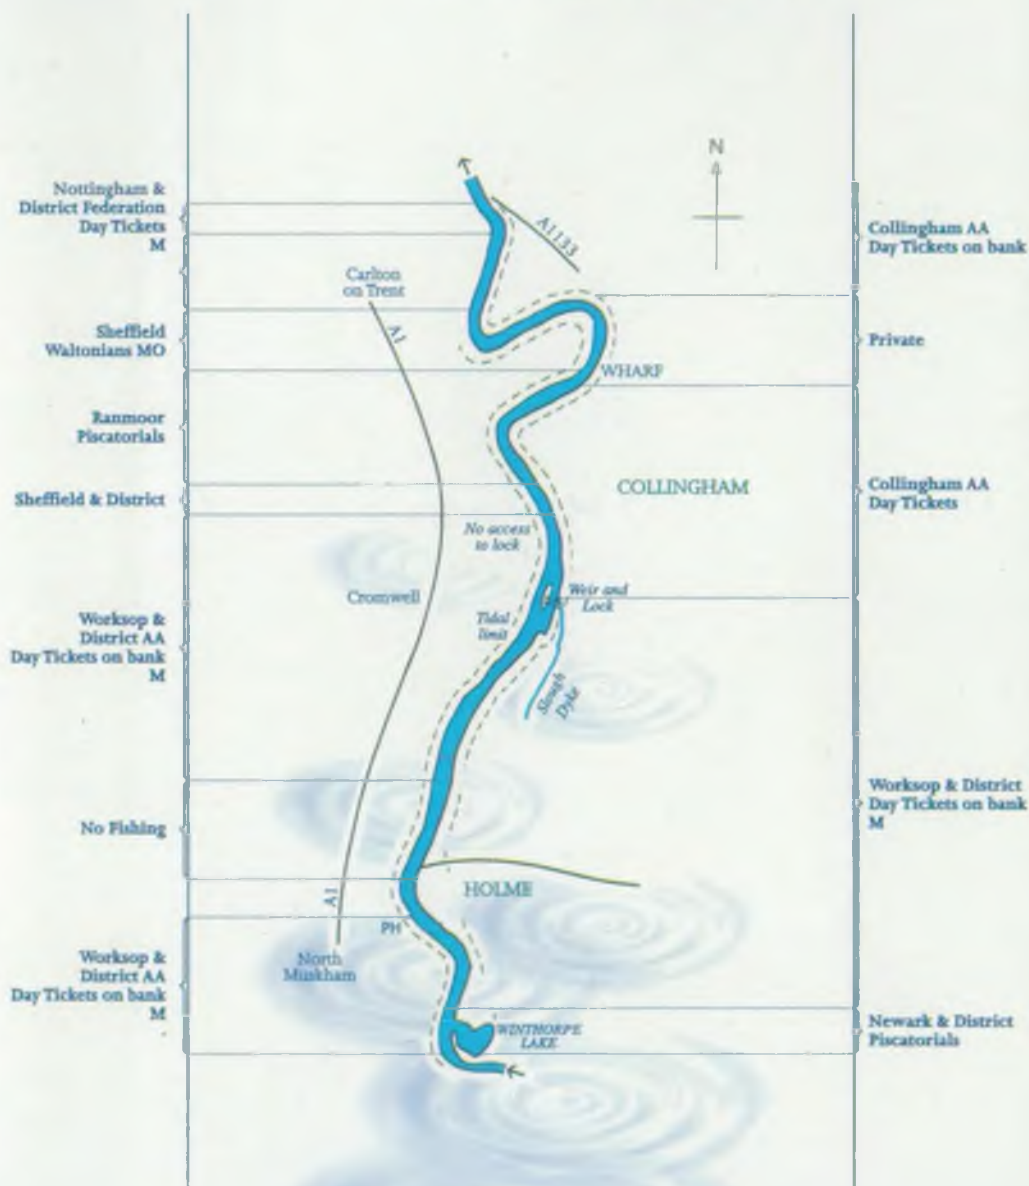 N
Nottingham &
District Federation
Day Tickets
M
A1133
Collingham AA
Day Tickets on bank
Carlton
on Trent
Sheffield
Waltonians MO
A1
Private
WHARF
Ranmoor
Piscatorials
Sheffield & District
COLLINGHAM
Collingham AA
Day Tickets
No access
to lock
Cromwell
Weir and
Lock
Tidal
limit
Worksop &
District AA
Day Tickets on bank
M
Slough
Dyke
Worksop & District
Day Tickets on bank
M
No Fishing
HOLME
A1
PH
North
Muskham
Worksop &
District AA
Day Tickets on bank
M
WINTHORPE
LAKE
Newark & District
Piscatorials